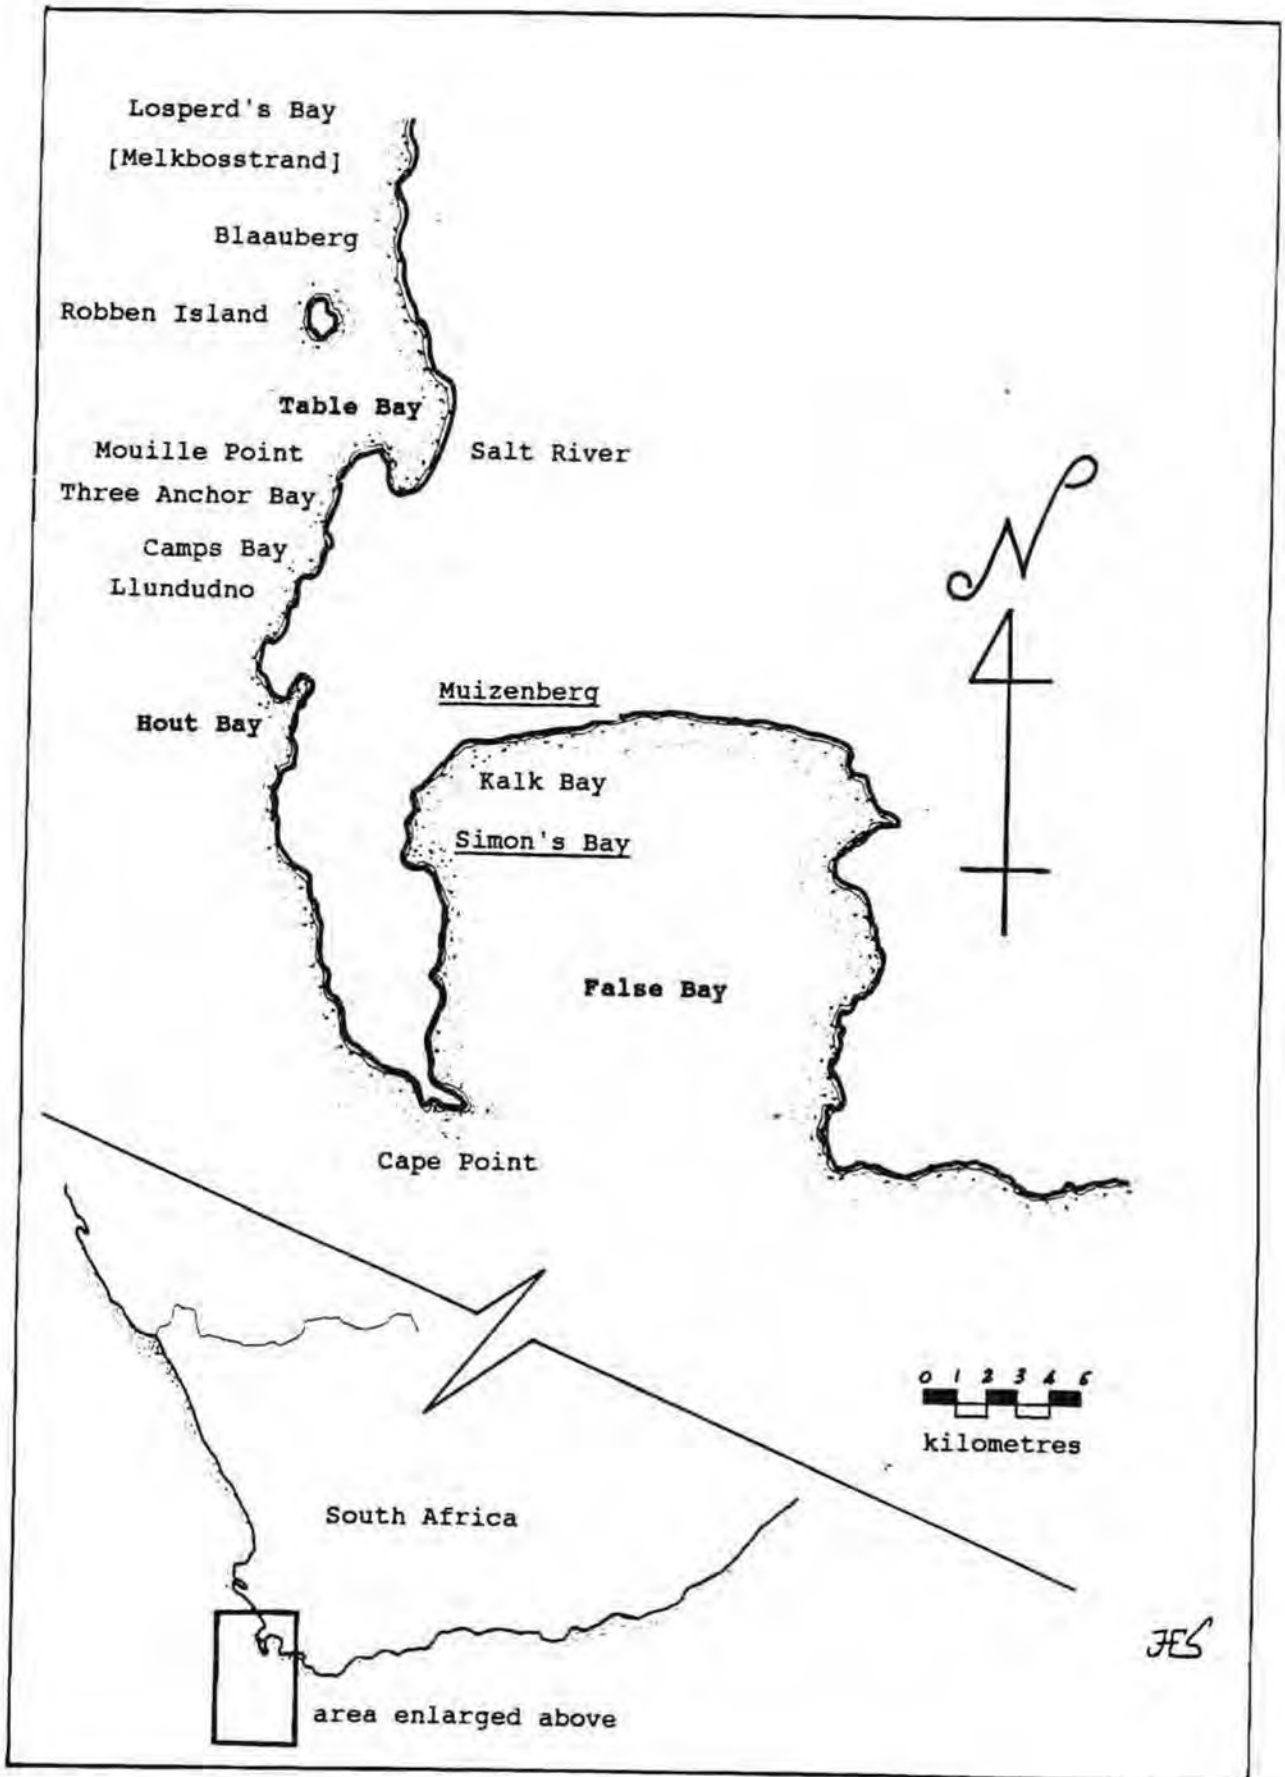 Losperd's Bay
[Melkbosstrand]
Blaauberg
Robben Island
Table Bay
Mouille Point
Salt River
Three Anchor Bay
Camps Bay
Llundudno
N
Muizenberg
Hout Bay
Kalk Bay
Simon's Bay
False Bay
Cape Point
0 1 2 3 4 5
kilometres
South Africa
area enlarged above
JES